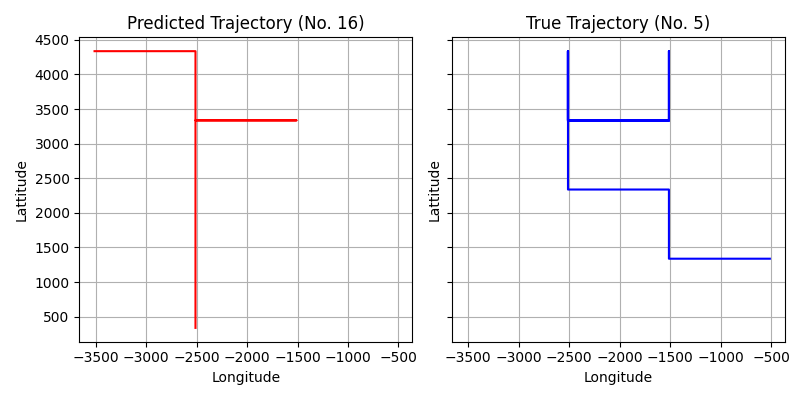 Predicted Trajectory (No. 16)
True Trajectory (No. 5)
4500
4000
3500
3000
2500
2000
1500
1000
500
Lattitude
Lattitude
−3500 −3000 −2500 −2000 −1500 −1000 −500
−3500 −3000 −2500 −2000 −1500 −1000 −500
Longitude
Longitude